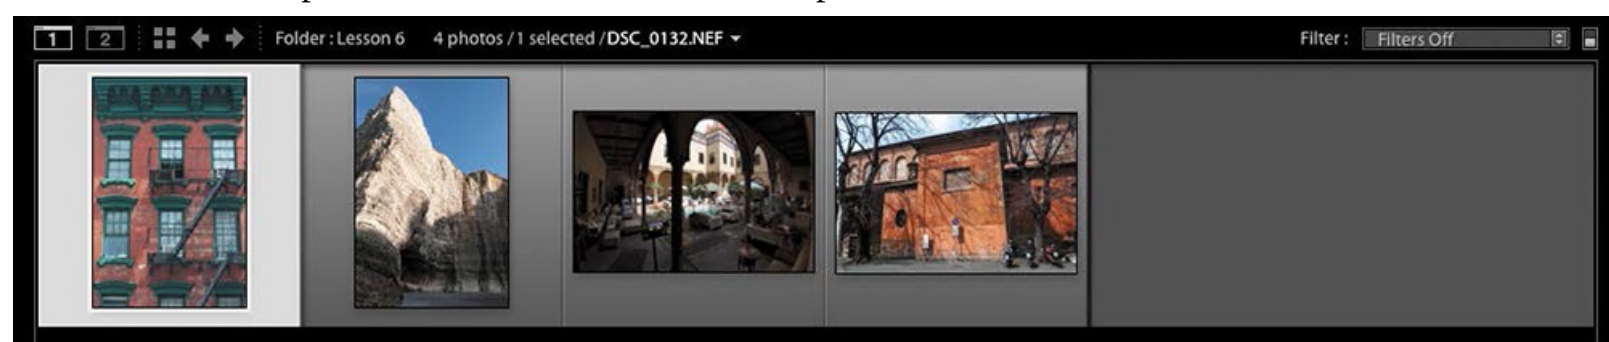 1 2 Folder : Lesson 6 4 photos / 1 selected / DSC_0132.NEF Filter : Filters Off